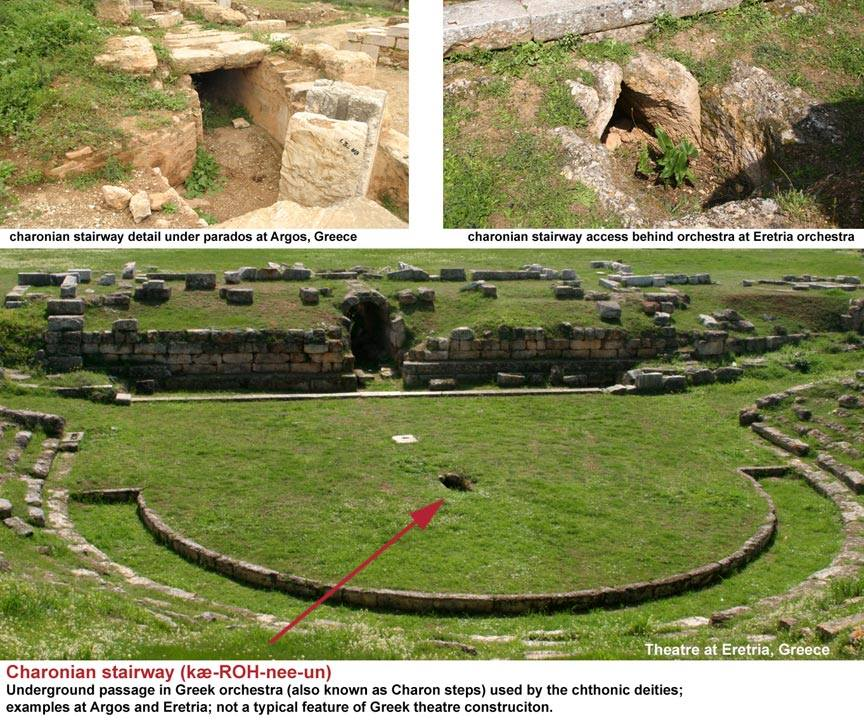 charonian stairway detail under parados at Argos, Greece
charonian stairway access behind orchestra at Eretria orchestra
Theatre at Eretria, Greece
Charonian stairway (kæ-ROH-nee-un)
Underground passage in Greek orchestra (also known as Charon steps) used by the chthonic deities;
examples at Argos and Eretria; not a typical feature of Greek theatre construciton.